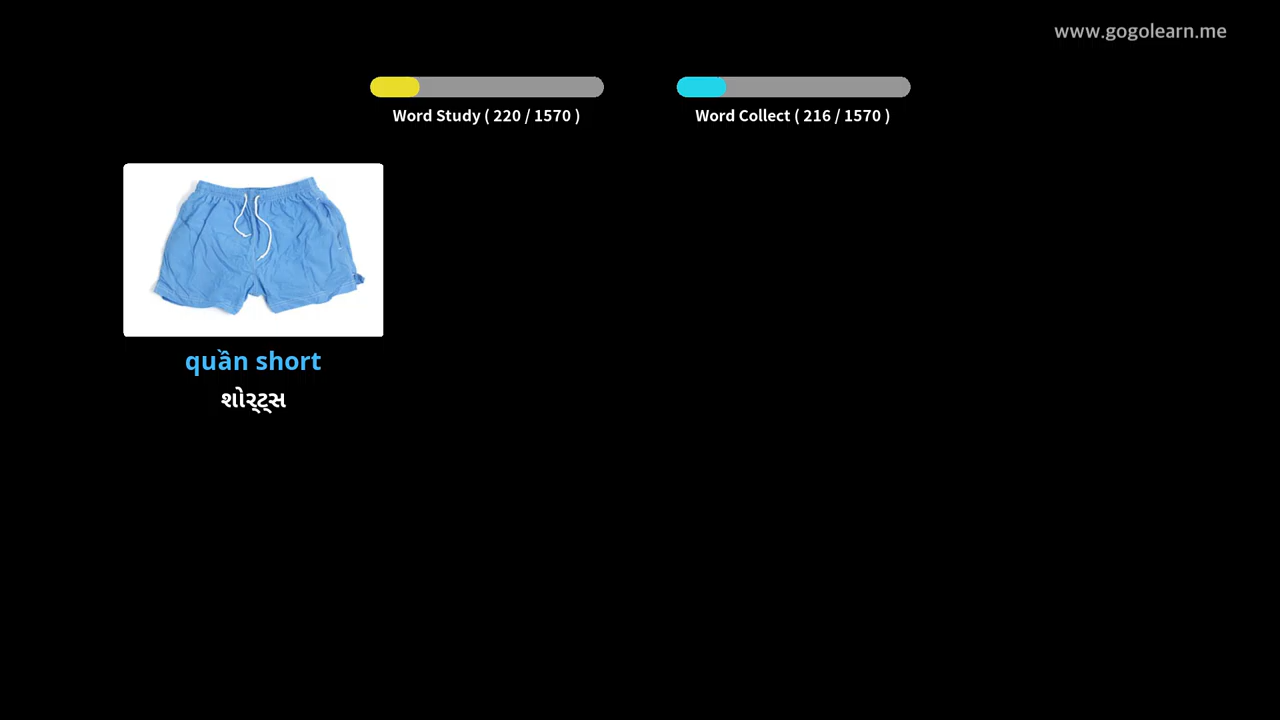 www.gogolearn.me
Word Study ( 220 / 1570 )
Word Collect ( 216 / 1570 )
quần short
શોર્ટ્સ